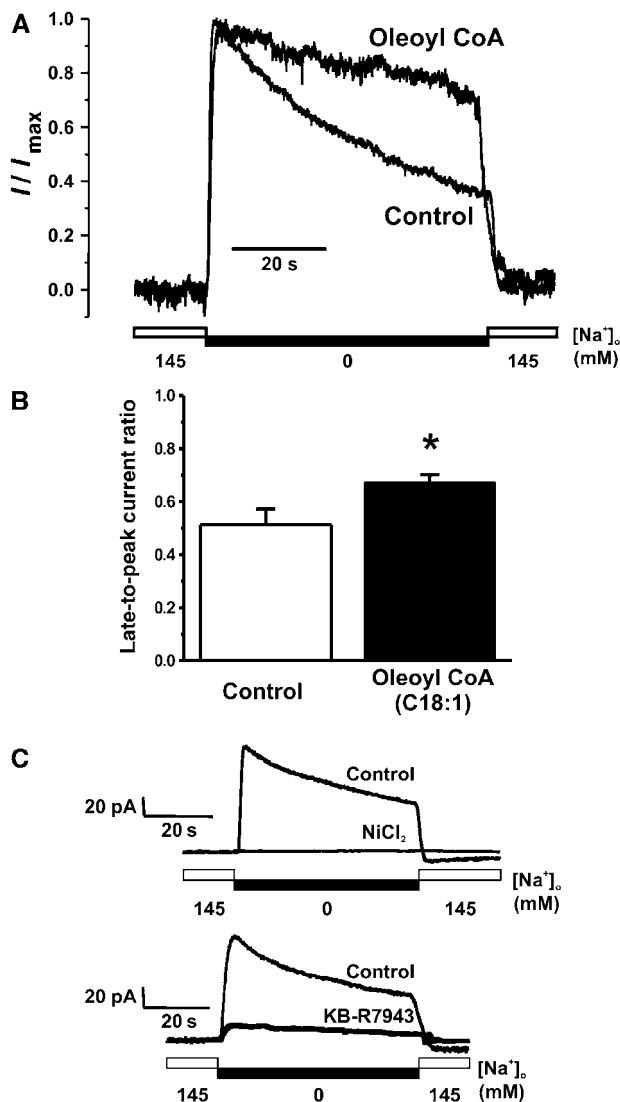 A
I / Imax
1.0
0.8
0.6
0.4
0.2
0.0
Oleoyl CoA
Control
20 s
145 0 145
[Na⁺]ₒ
(mM)
B
Late-to-peak current ratio
1.0
0.8
0.6
0.4
0.2
0.0
*
Control
Oleoyl CoA
(C18:1)
C
Control
20 pA
20 s
NiCl₂
[Na⁺]ₒ
(mM)
145 0 145
Control
20 pA
20 s
KB-R7943
[Na⁺]ₒ
(mM)
145 0 145